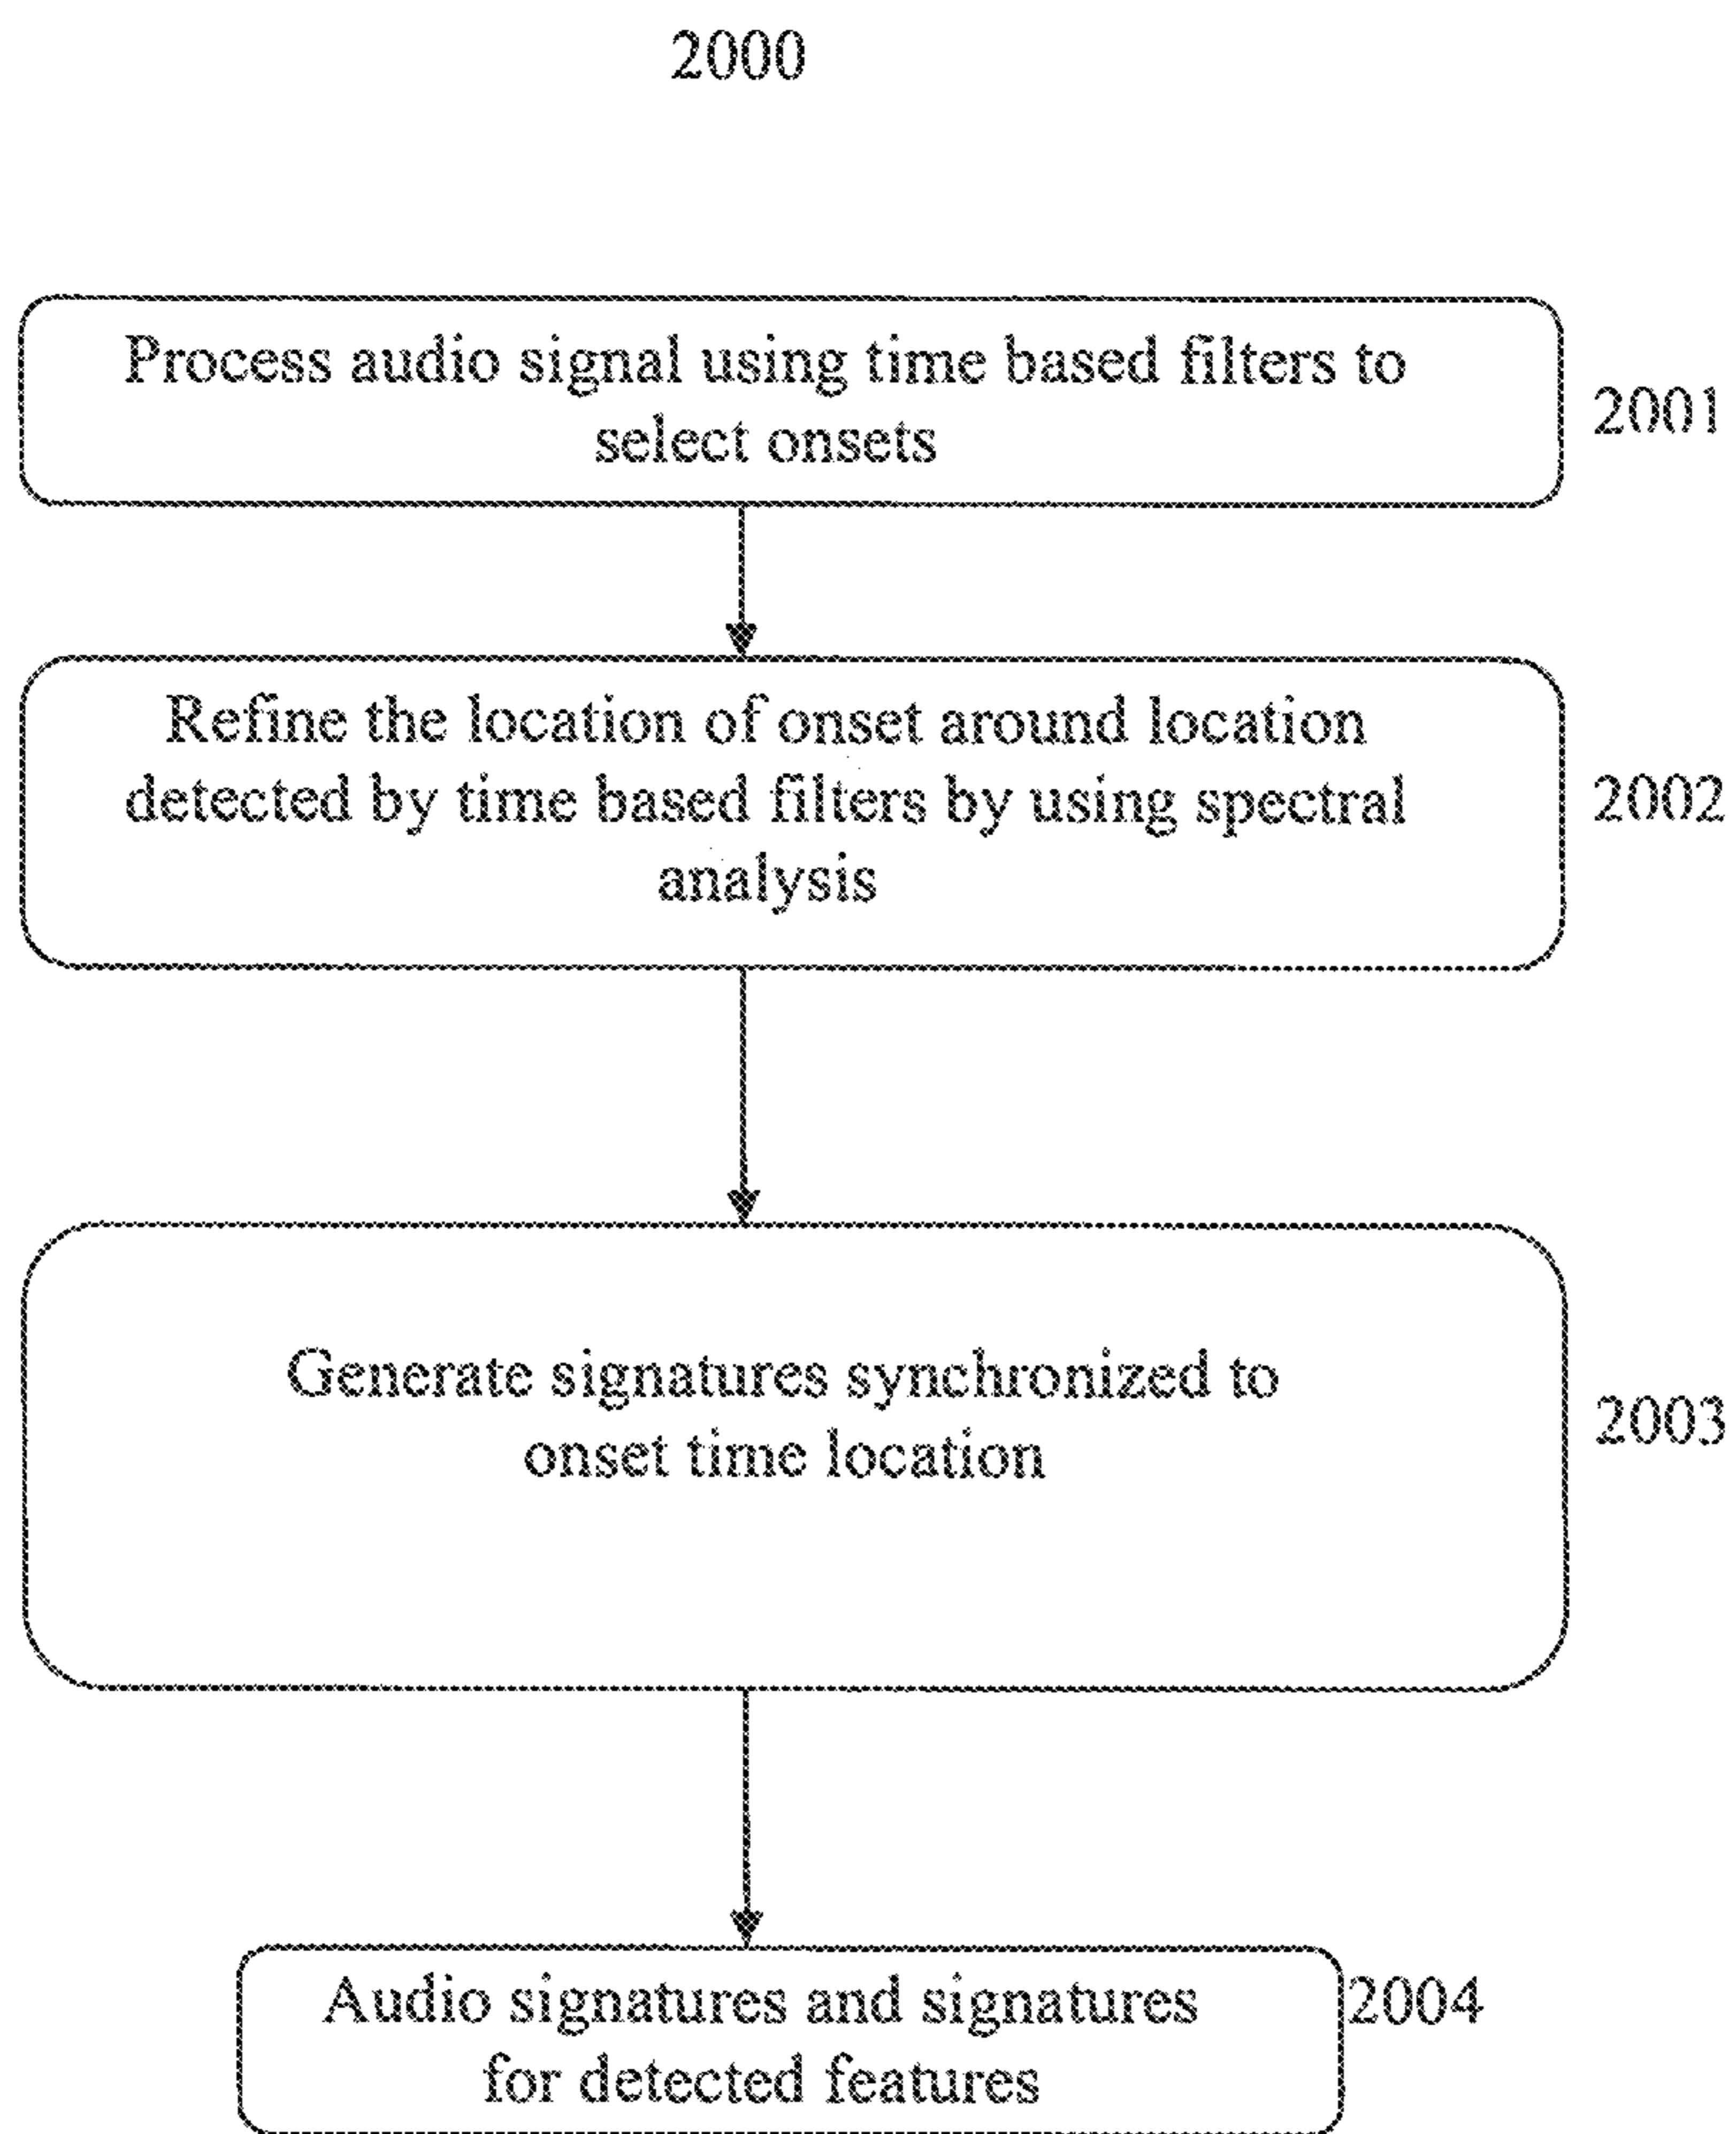 2000
Process audio signal using time based filters to
select onsets
2001
Refine the location of onset around location
detected by time based filters by using spectral
analysis
2002
Generate signatures synchronized to
onset time location
2003
Audio signatures and signatures
for detected features
2004